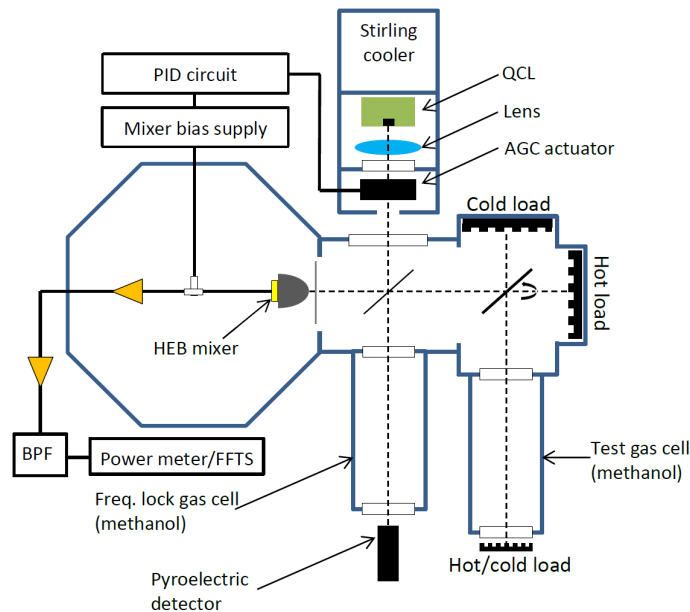 Stirling
cooler
PID circuit
QCL
Mixer bias supply
Lens
AGC actuator
Cold load
Hot load
HEB mixer
BPF
Power meter/FFTS
Test gas cell
(methanol)
Freq. lock gas cell
(methanol)
Hot/cold load
Pyroelectric
detector